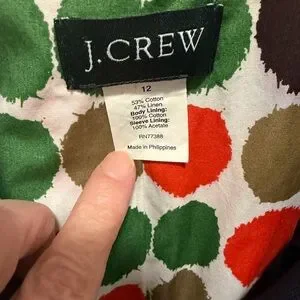 J.CREW
12
53% Cotton
47% Linen
Body Lining:
100% Cotton
Sleeve Lining:
100% Acetate
RN77388
Made in Philippines